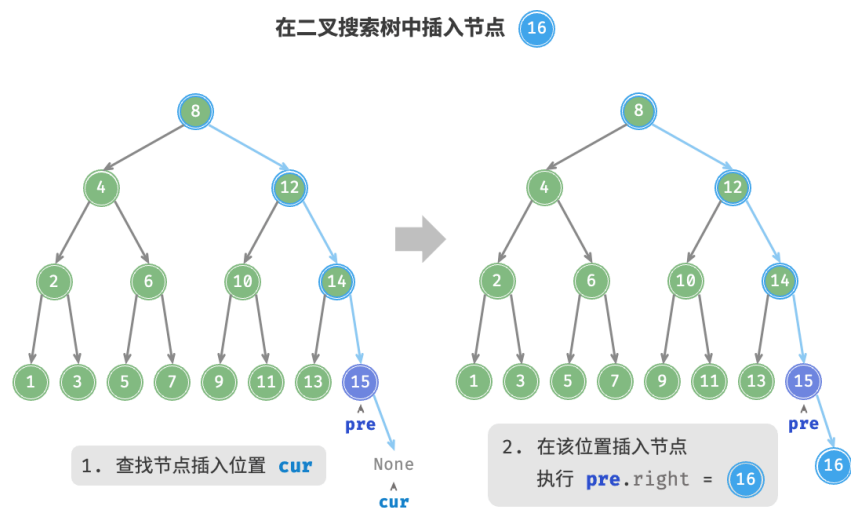 在二叉搜索树中插入节点 16
8
4 12
2 6 10 14
1 3 5 7 9 11 13 15
pre
None
cur
1. 查找节点插入位置 cur
8
4 12
2 6 10 14
1 3 5 7 9 11 13 15
pre
16
2. 在该位置插入节点
执行 pre.right = 16